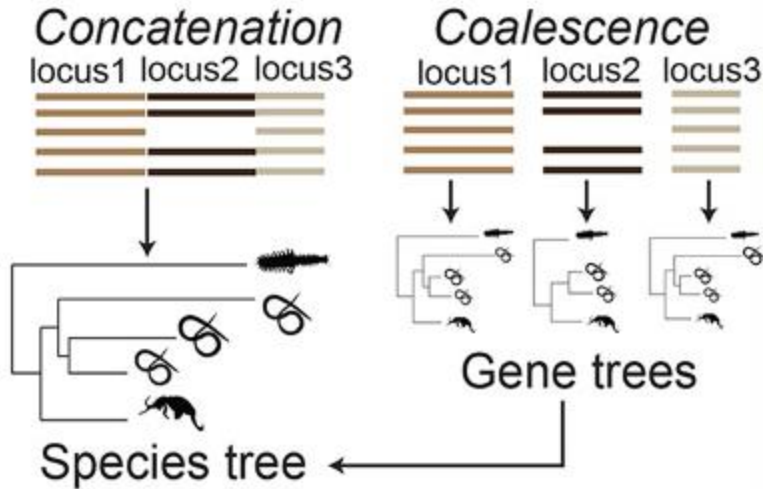 Concatenation
locus1 locus2 locus3
Coalescence
locus1 locus2 locus3
Gene trees
Species tree